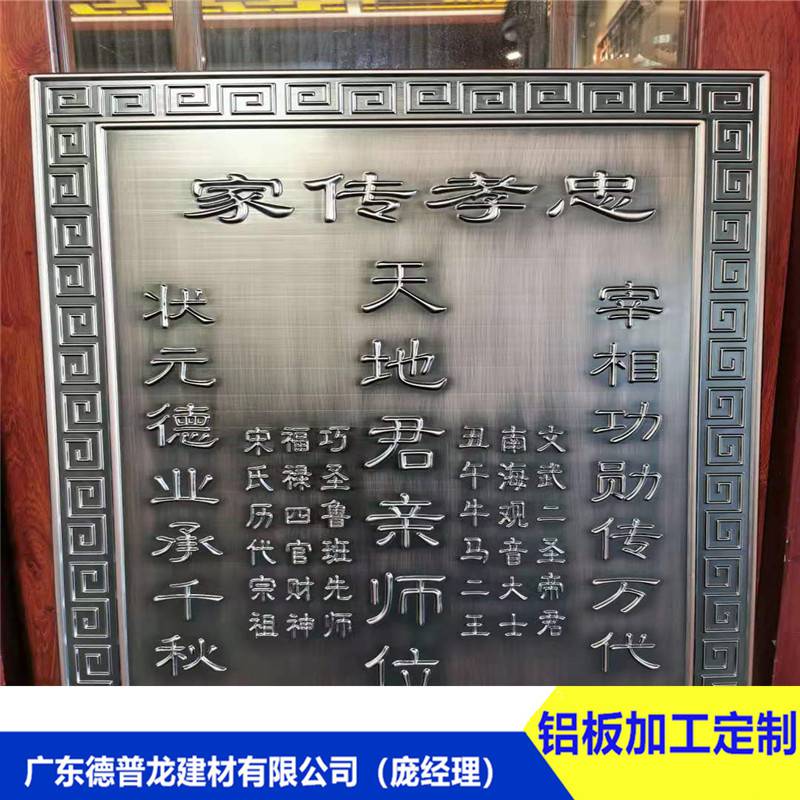 忠孝传家
宰相功勋传万代
文武二圣帝君
南海观音大士
丑午牛马二王
天地君亲师位
巧圣鲁班先师
福禄四官财神
宋氏历代宗祖
状元德业承千秋
铝板加工定制
广东德普龙建材有限公司（庞经理）